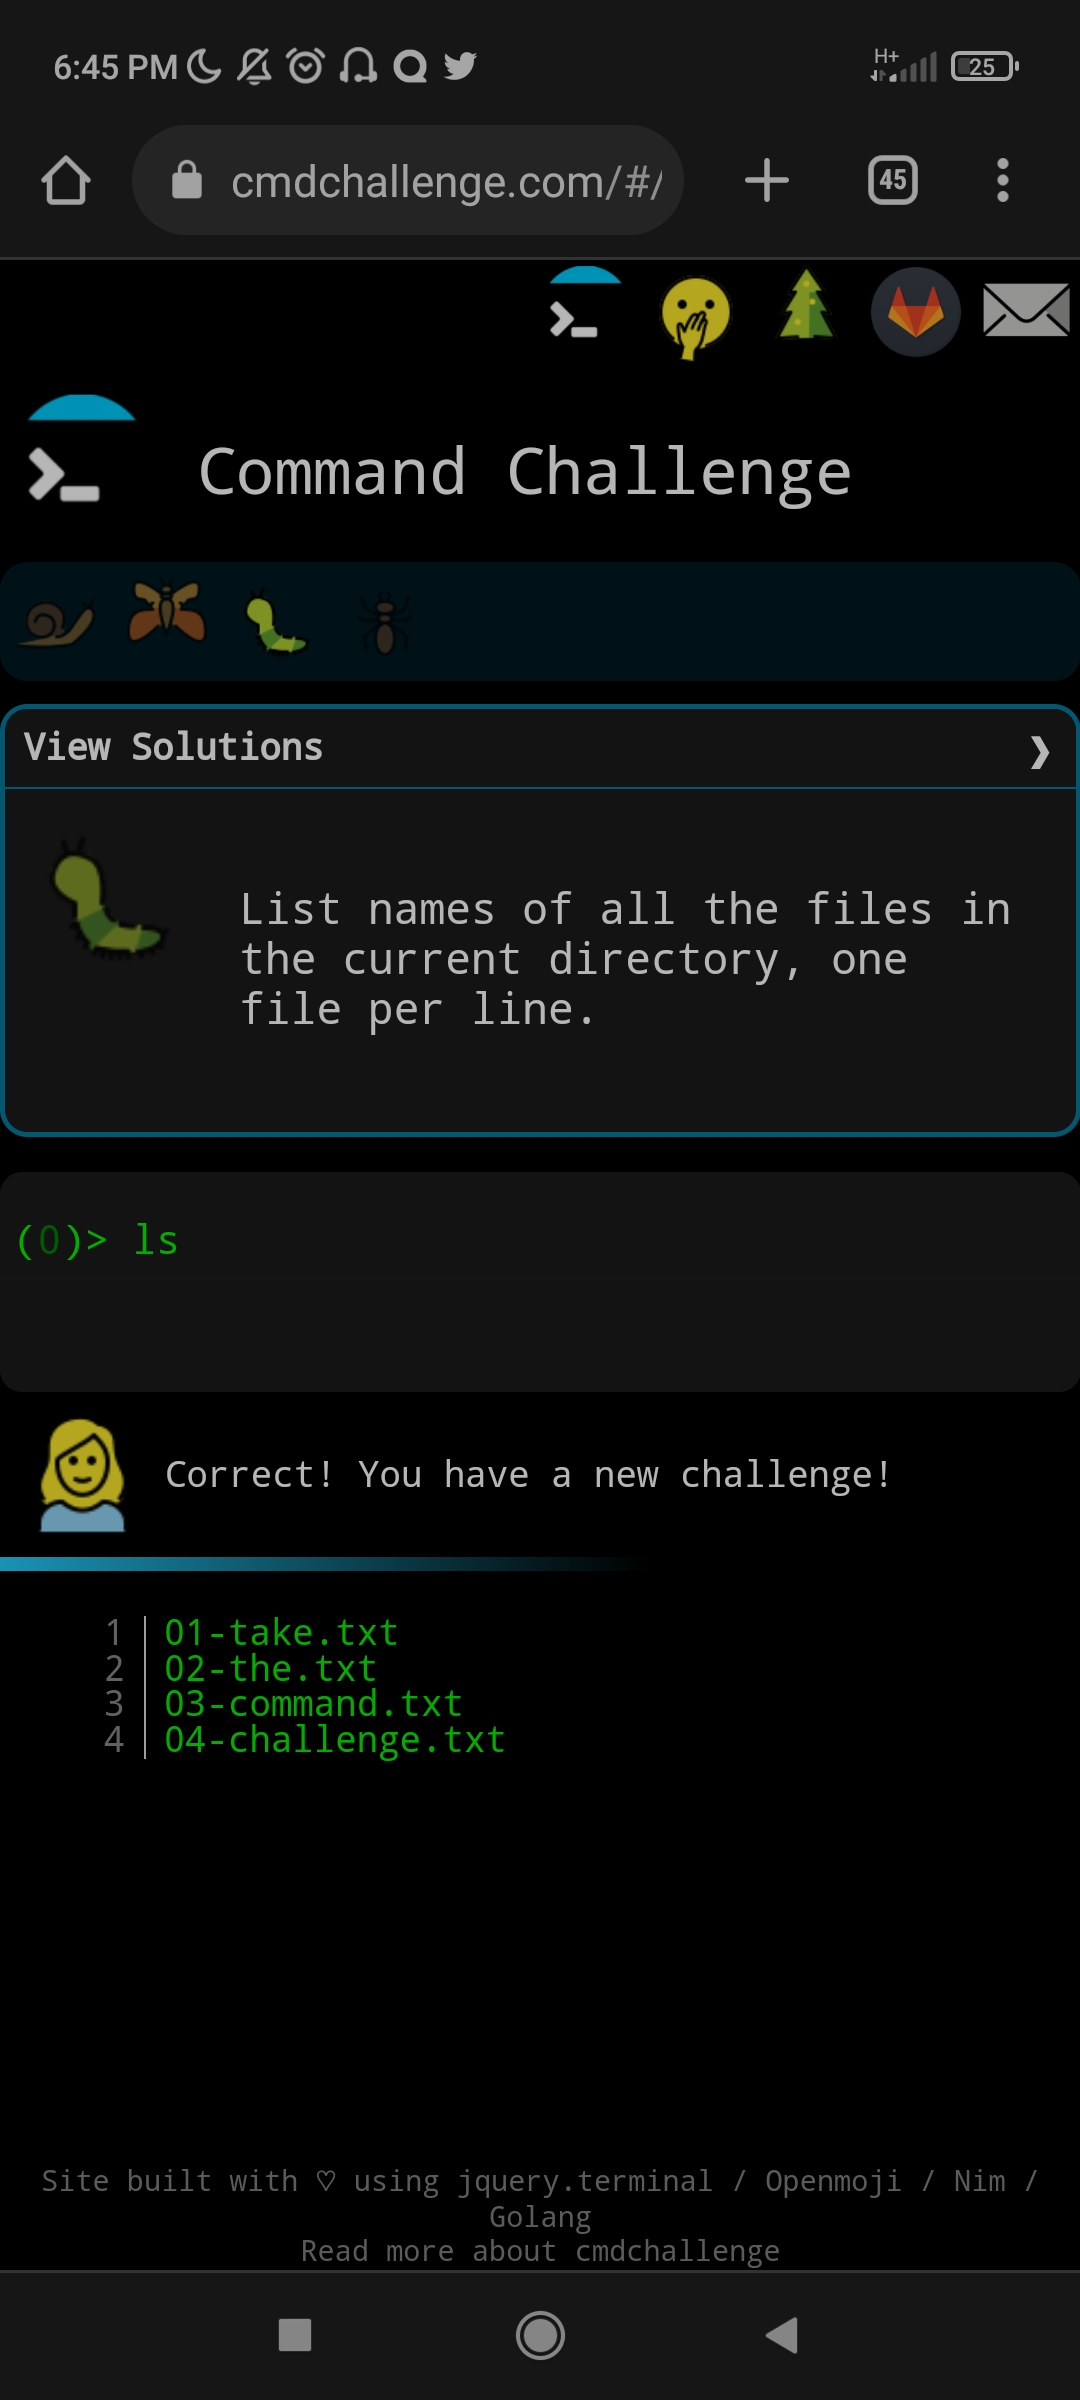 6:45 PM
H+
25
cmdchallenge.com/#/
45
Command Challenge
View Solutions ❯
List names of all the files in
the current directory, one
file per line.
(0)> ls
Correct! You have a new challenge!
1 01-take.txt
2 02-the.txt
3 03-command.txt
4 04-challenge.txt
Site built with ♡ using jquery.terminal / Openmoji / Nim /
Golang
Read more about cmdchallenge